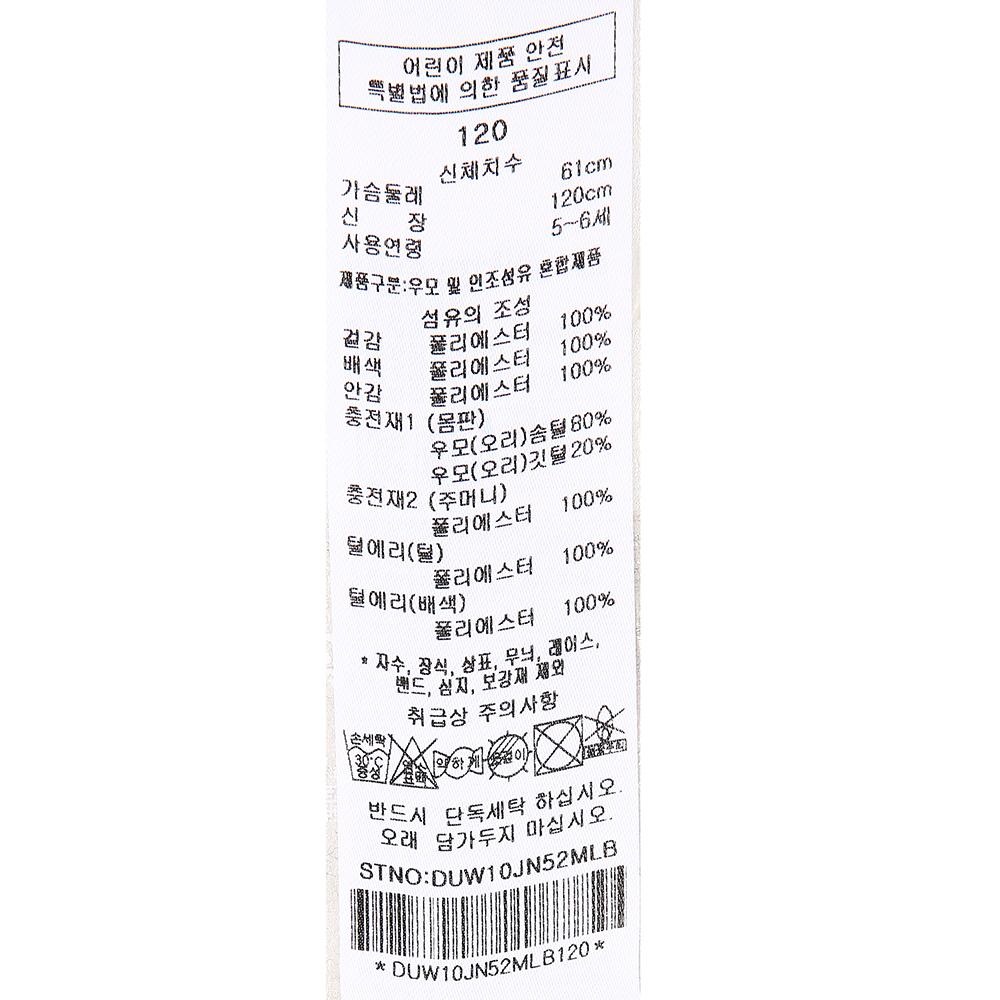 어린이 제품 안전
특별법에 의한 품질표시
120
신체치수
가슴둘레 61cm
신 장 120cm
사용연령 5~6세
제품구분:우모 및 인조섬유 혼합제품
섬유의 조성
겉감 폴리에스터 100%
배색 폴리에스터 100%
안감 폴리에스터 100%
충전재1 (몸판)
우모(오리)솜털80%
우모(오리)깃털20%
충전재2 (주머니)
폴리에스터 100%
털에리(털)
폴리에스터 100%
털에리(배색)
폴리에스터 100%
* 자수, 장식, 상표, 무늬, 레이스,
밴드, 심지, 보강재 제외
취급상 주의사항
손세탁
30°C
중성
염소
표백
약하게
옷걸이
반드시 단독세탁 하십시오.
오래 담가두지 마십시오.
STNO:DUW10JN52MLB
*DUW10JN52MLB120*